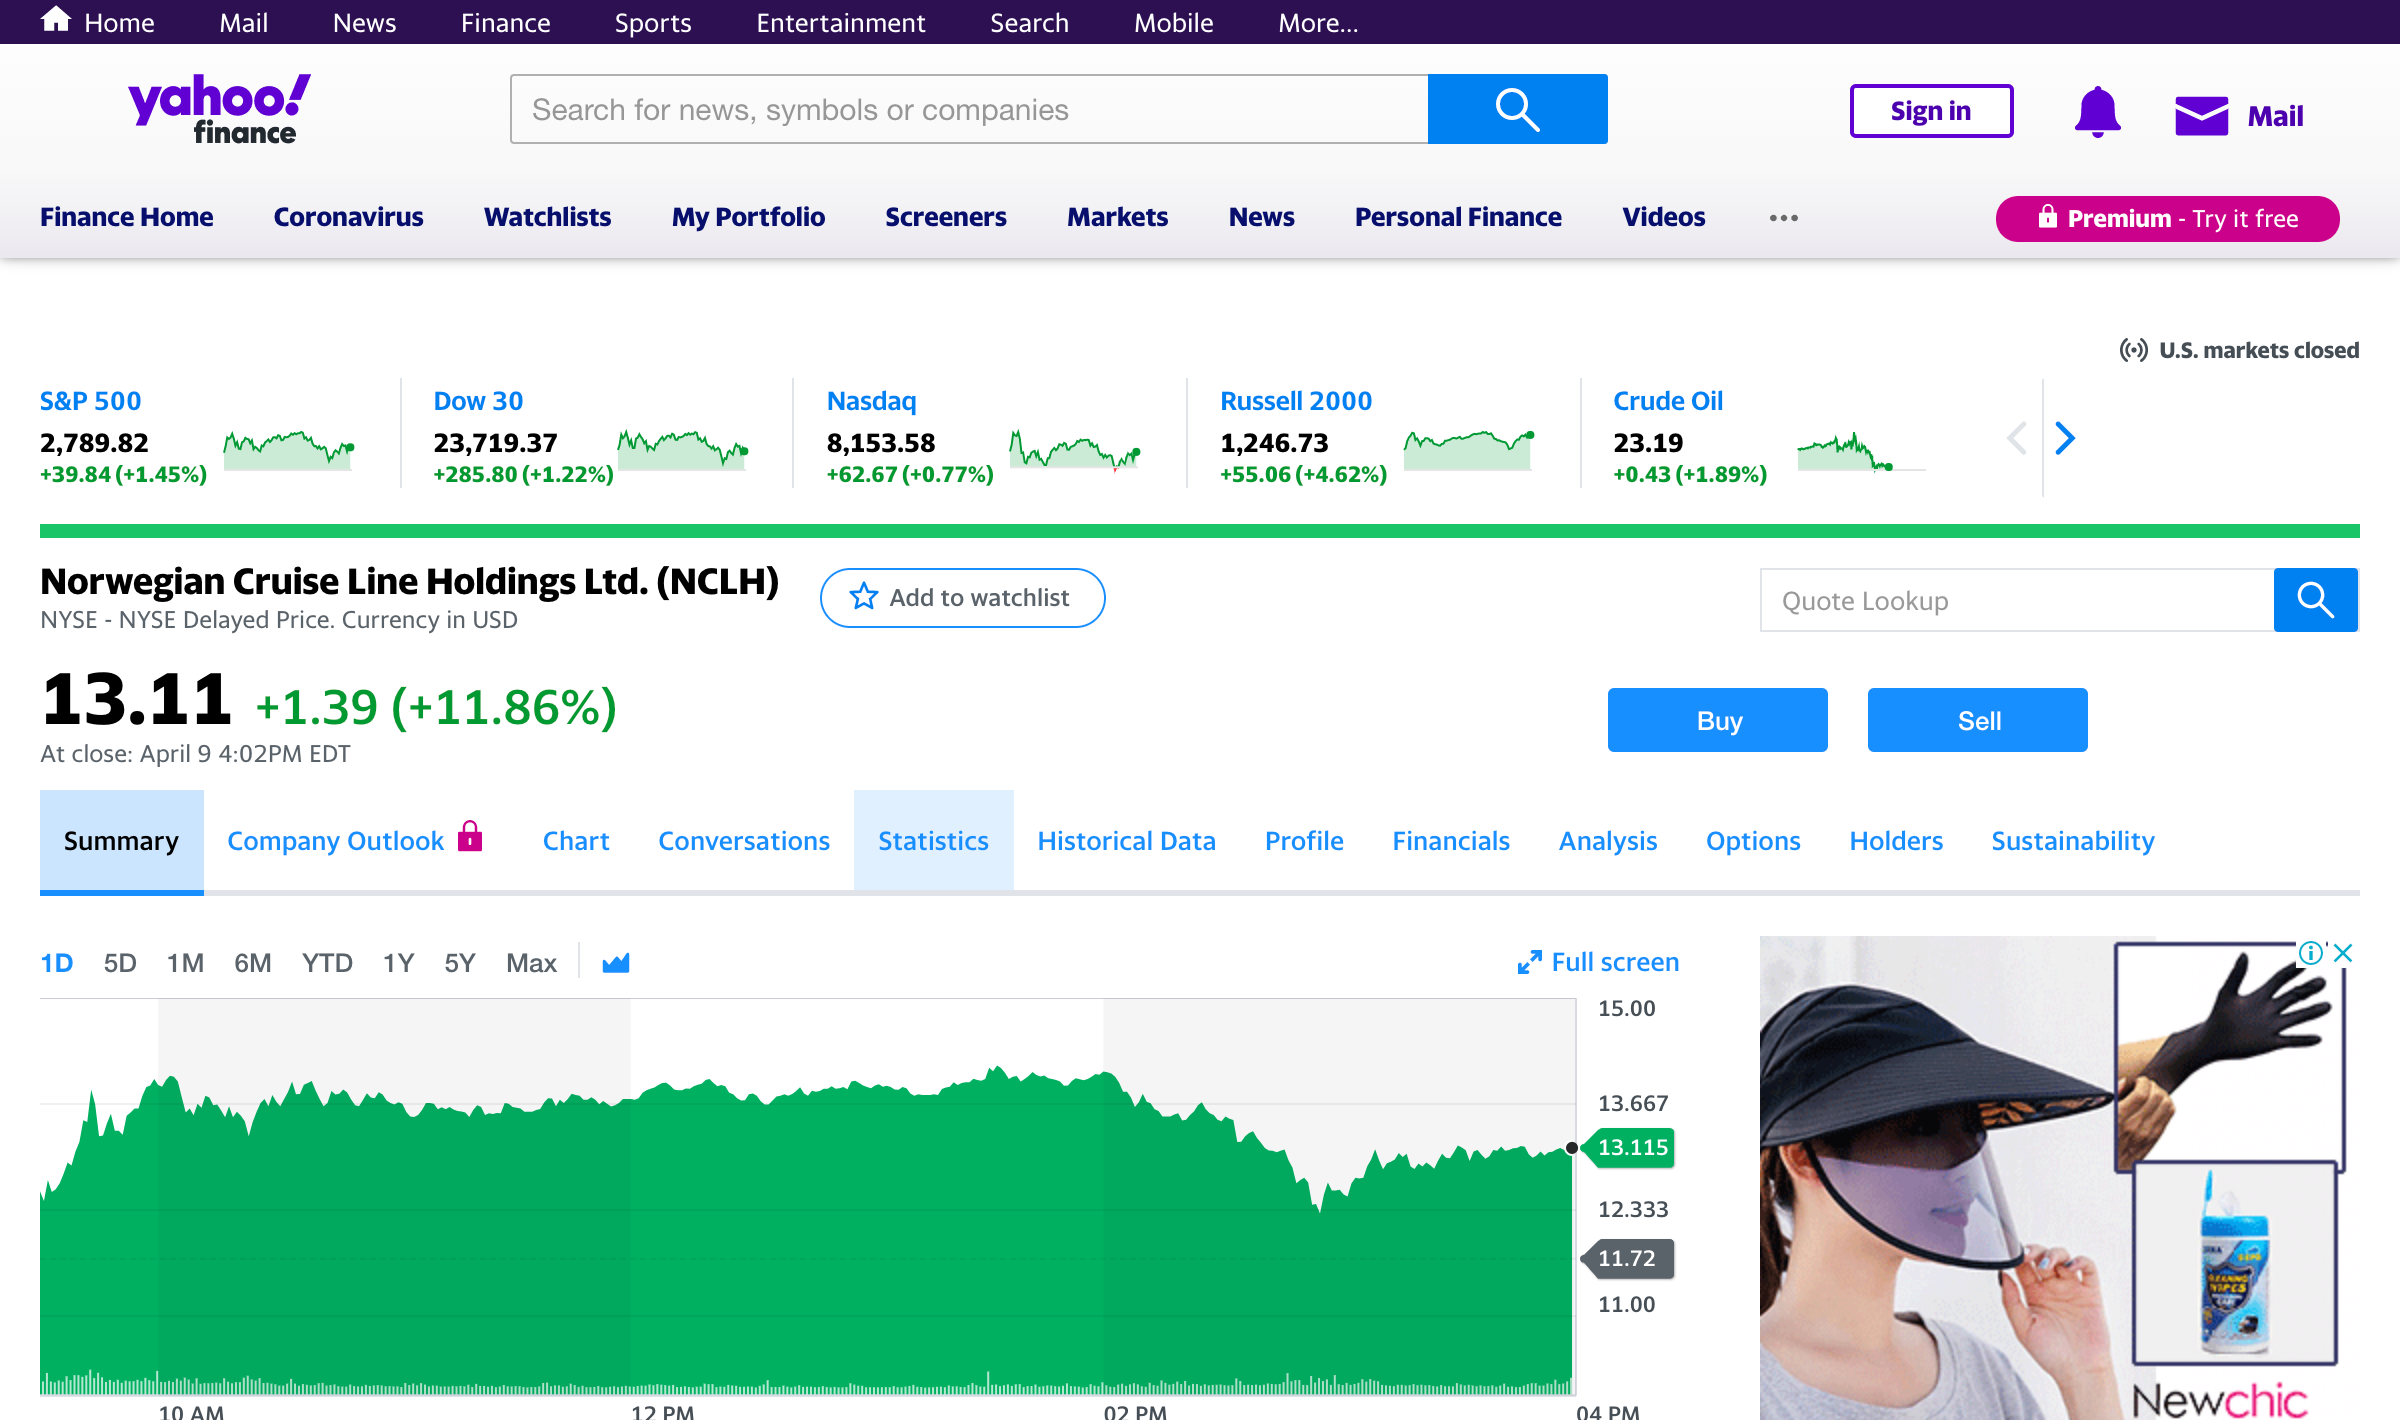 Home Mail News Finance Sports Entertainment Search Mobile More...
yahoo!
finance
Search for news, symbols or companies
Sign in
Mail
Finance Home Coronavirus Watchlists My Portfolio Screeners Markets News Personal Finance Videos
Premium - Try it free
U.S. markets closed
S&P 500
2,789.82
+39.84 (+1.45%)
Dow 30
23,719.37
+285.80 (+1.22%)
Nasdaq
8,153.58
+62.67 (+0.77%)
Russell 2000
1,246.73
+55.06 (+4.62%)
Crude Oil
23.19
+0.43 (+1.89%)
Norwegian Cruise Line Holdings Ltd. (NCLH)
NYSE - NYSE Delayed Price. Currency in USD
Add to watchlist
Quote Lookup
13.11 +1.39 (+11.86%)
At close: April 9 4:02PM EDT
Buy
Sell
Summary Company Outlook Chart Conversations Statistics Historical Data Profile Financials Analysis Options Holders Sustainability
1D 5D 1M 6M YTD 1Y 5Y Max
Full screen
15.00
13.667
13.115
12.333
11.72
11.00
10 AM 12 PM 02 PM 04 PM
CLEANING
WIPES
Newchic